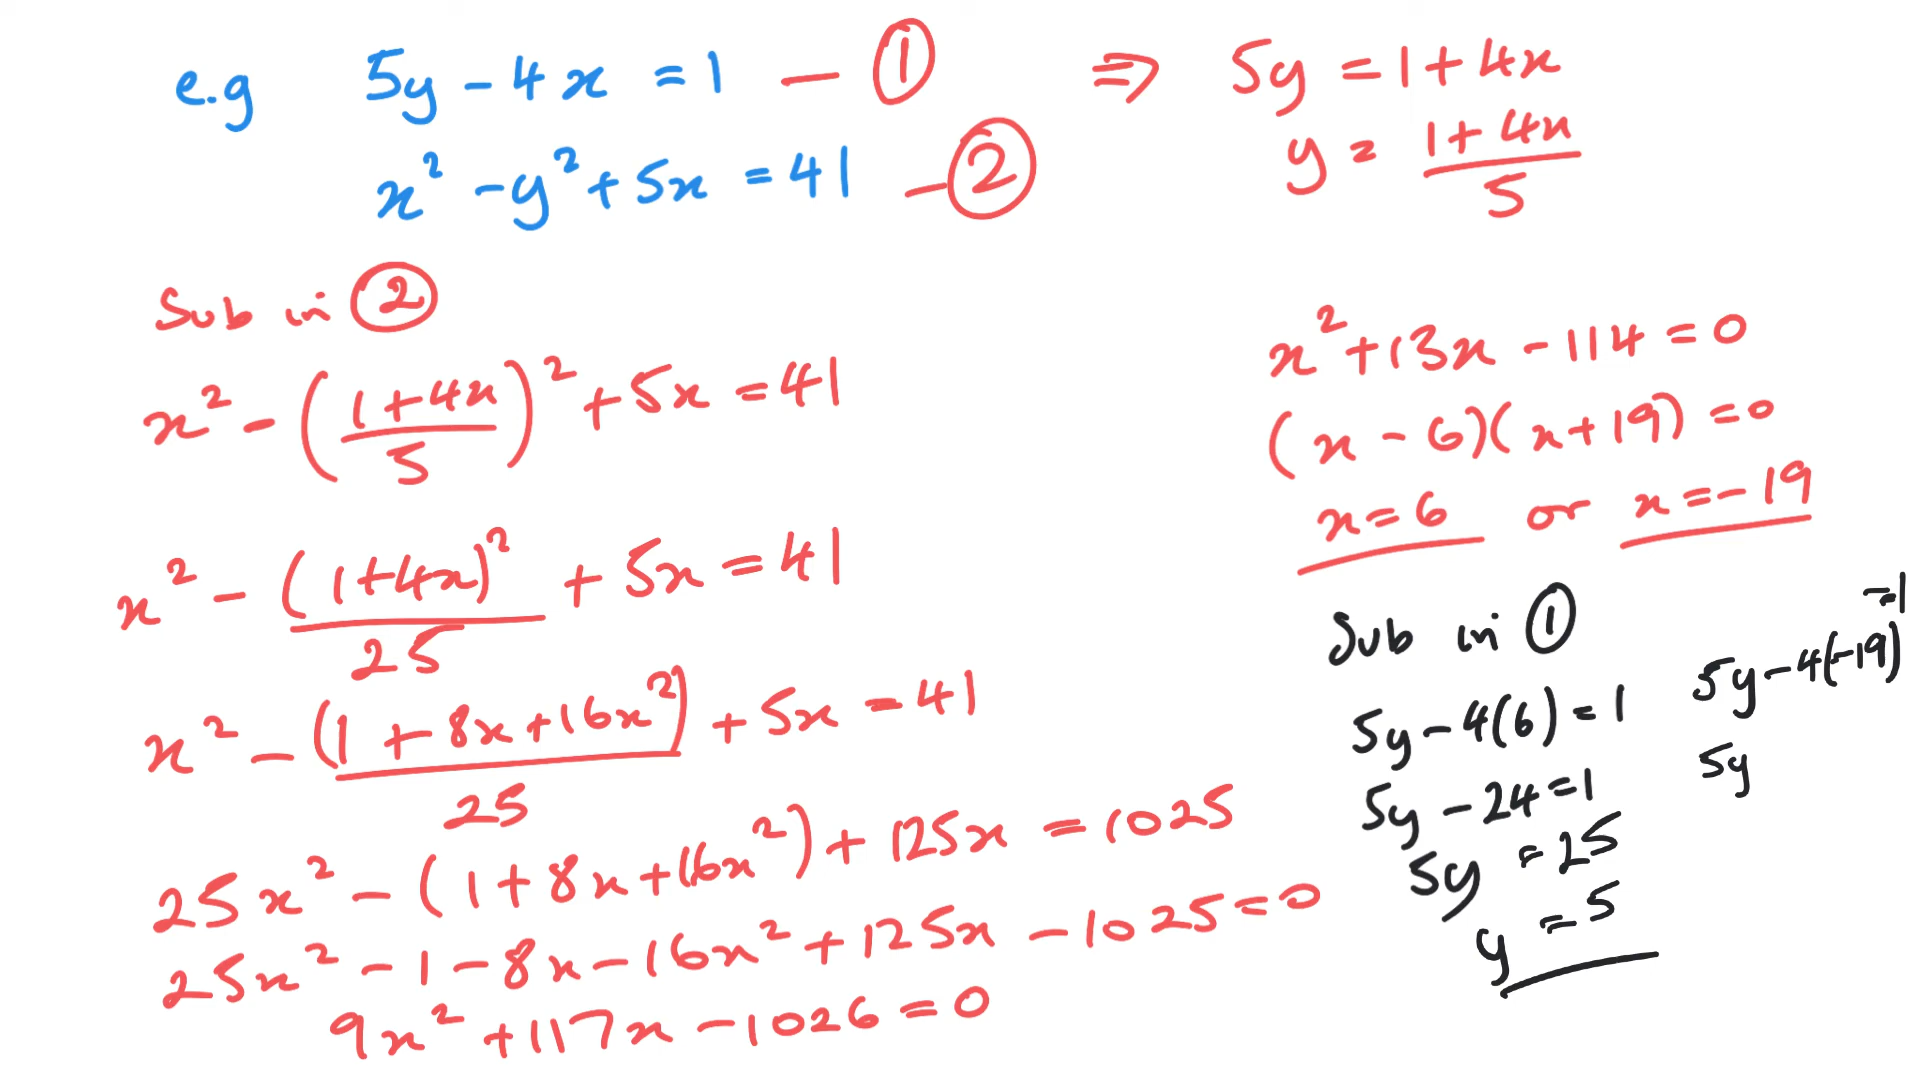 e.g 5y - 4x = 1 — ① ⇒ 5y = 1 + 4x
x² - y² + 5x = 41 - ② y = (1 + 4x)/5
Sub in ②
x² - ((1 + 4x)/5)² + 5x = 41
x² - (1+4x)²/25 + 5x = 41
x² - (1 + 8x + 16x²)/25 + 5x = 41
25x² - (1 + 8x + 16x²) + 125x = 1025
25x² - 1 - 8x - 16x² + 125x - 1025 = 0
9x² + 117x - 1026 = 0
x² + 13x - 114 = 0
(x - 6)(x + 19) = 0
x = 6 or x = -19
Sub in ①
5y - 4(6) = 1
5y - 24 = 1
5y = 25
y = 5
5y - 4(-19) = 1
5y